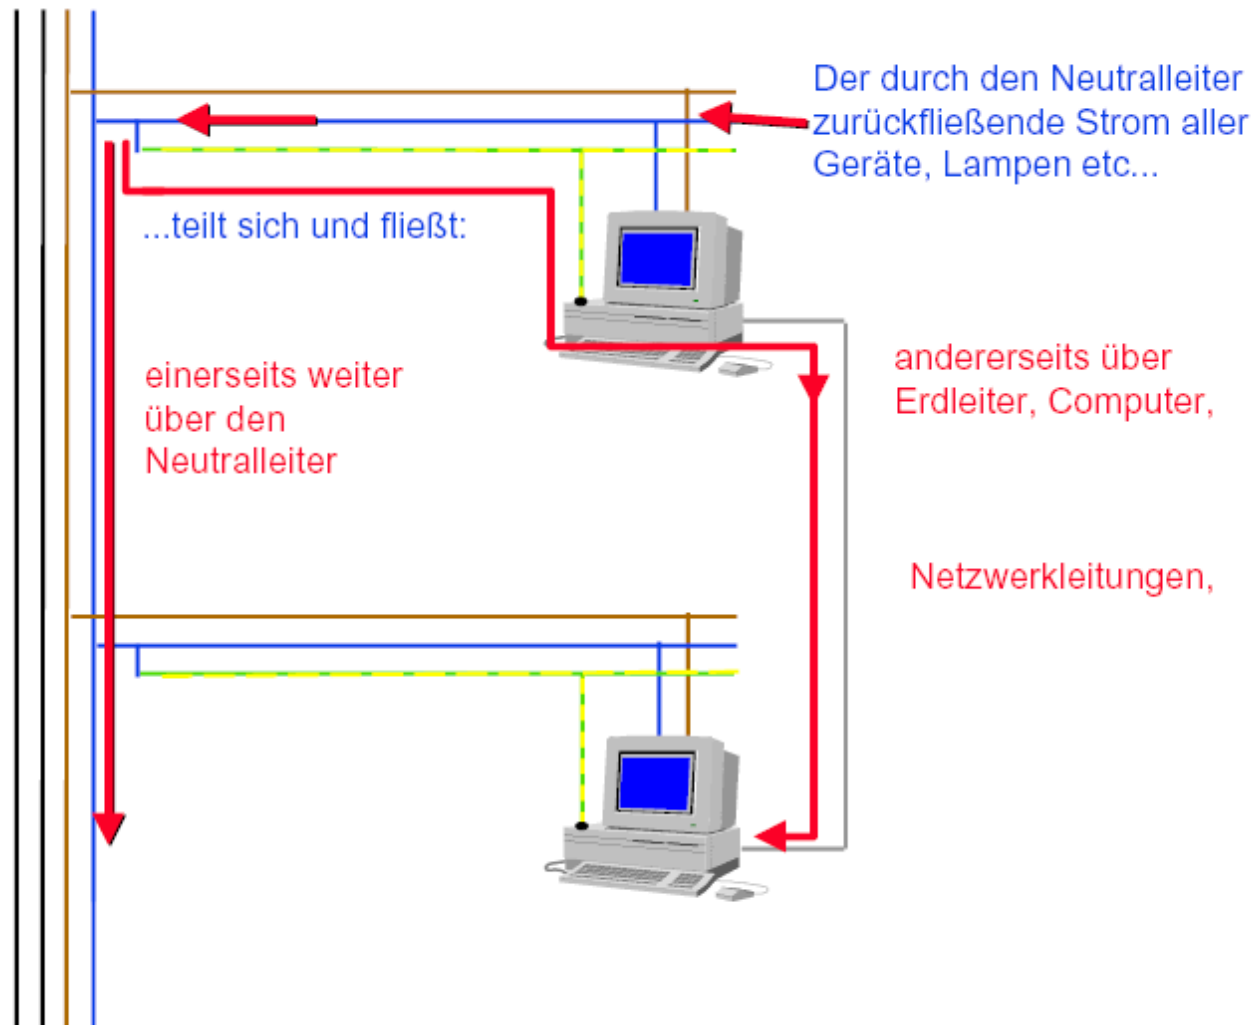 Der durch den Neutralleiter
zurückfließende Strom aller
Geräte, Lampen etc...
...teilt sich und fließt:
einerseits weiter
über den
Neutralleiter
andererseits über
Erdleiter, Computer,
Netzwerkleitungen,